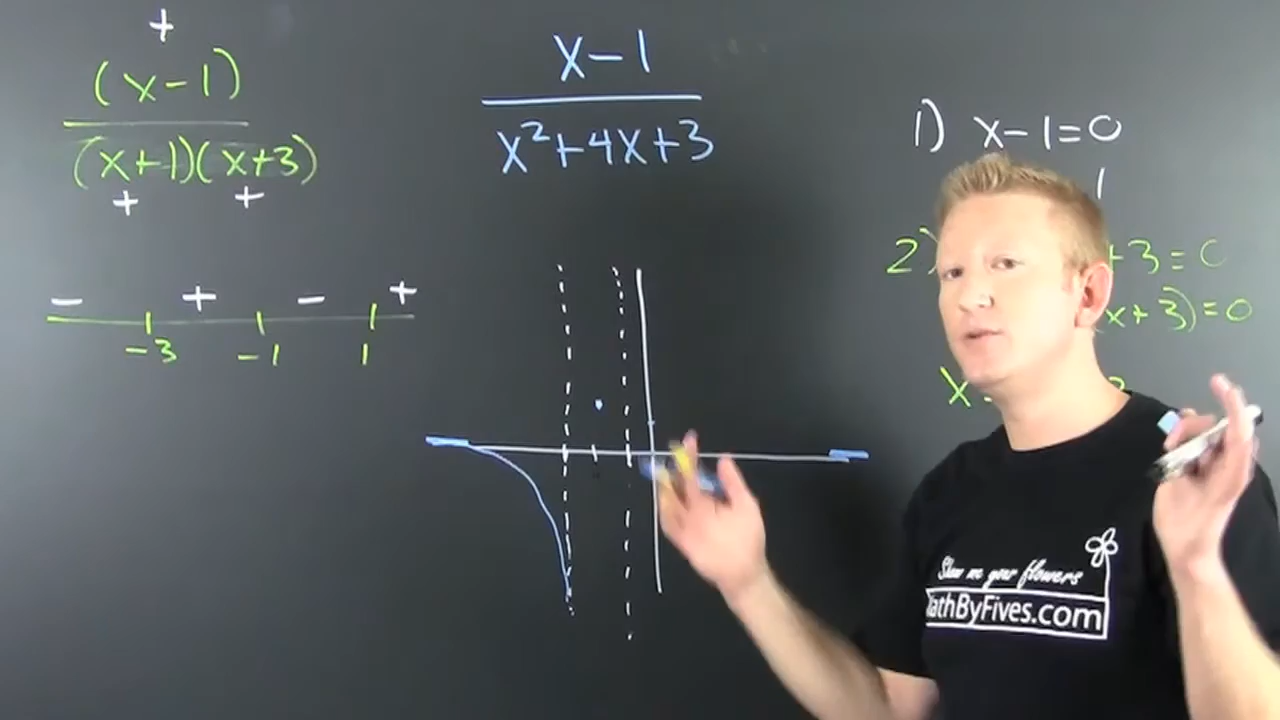 +
(x-1)
(x+1)(x+3)
+ +
- + - +
-3 -1 1
x-1
x²+4x+3
1) x-1=0
1
2) +3=0
x+3)=0
x
Show me your flowers
MathByFives.com